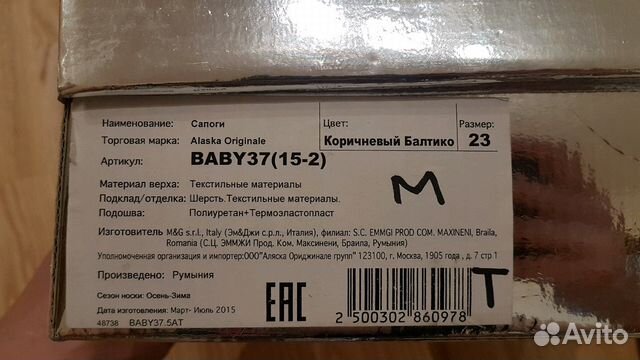 Наименование: Сапоги Цвет: Размер:
Торговая марка: Alaska Originale Коричневый Балтико 23
Артикул: BABY37(15-2)
Материал верха: Текстильные материалы
Подклад/отделка: Шерсть.Текстильные материалы.
Подошва: Полиуретан+Термоэластопласт
M
Изготовитель M&G s.r.l., Italy (Эм&Джи с.р.л., Италия), филиал: S.C. EMMGI PROD COM. MAXINENI, Braila,
Romania (С.Ц. ЭММЖИ Прод. Ком. Максинени, Браила, Румыния)
Уполномоченная организация и импортер:ООО"Аляска Ориджинале групп" 123100, г. Москва, 1905 года , д. 7 стр 1
Произведено: Румыния
Сезон носки: Осень-Зима
Дата изготовления: Март- Июль 2015
48738 BABY37.5AT
EAC
2 500302 860978
T
Avito